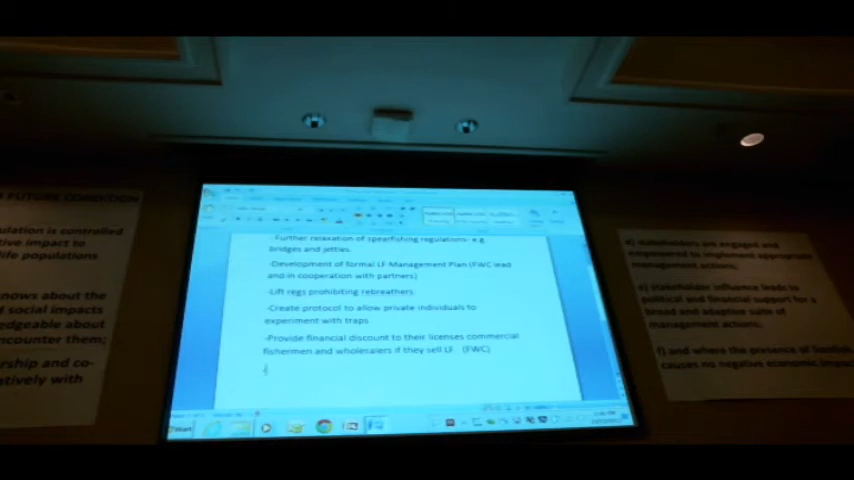 FUTURE CONDITION
ulation is controlled
tive impact to
life populations
nows about the
d social impacts
edgeable about
ncounter them;
rship and co-
atively with
-Further relaxation of spearfishing regulations- e.g.
bridges and jetties.
-Development of formal LF Management Plan (FWC lead
and in cooperation with partners)
-Lift regs prohibiting rebreathers
-Create protocol to allow private individuals to
experiment with traps
-Provide financial discount to their licenses commercial
fishermen and wholesalers if they sell LF (FWC)
-
Start
stakeholders are engaged and
empowered to implement appropriate
management actions;
e) stakeholder influence leads to
political and financial support for a
broad and adaptive suite of
management actions;
f) and where the presence of lionfish
causes no negative economic impac